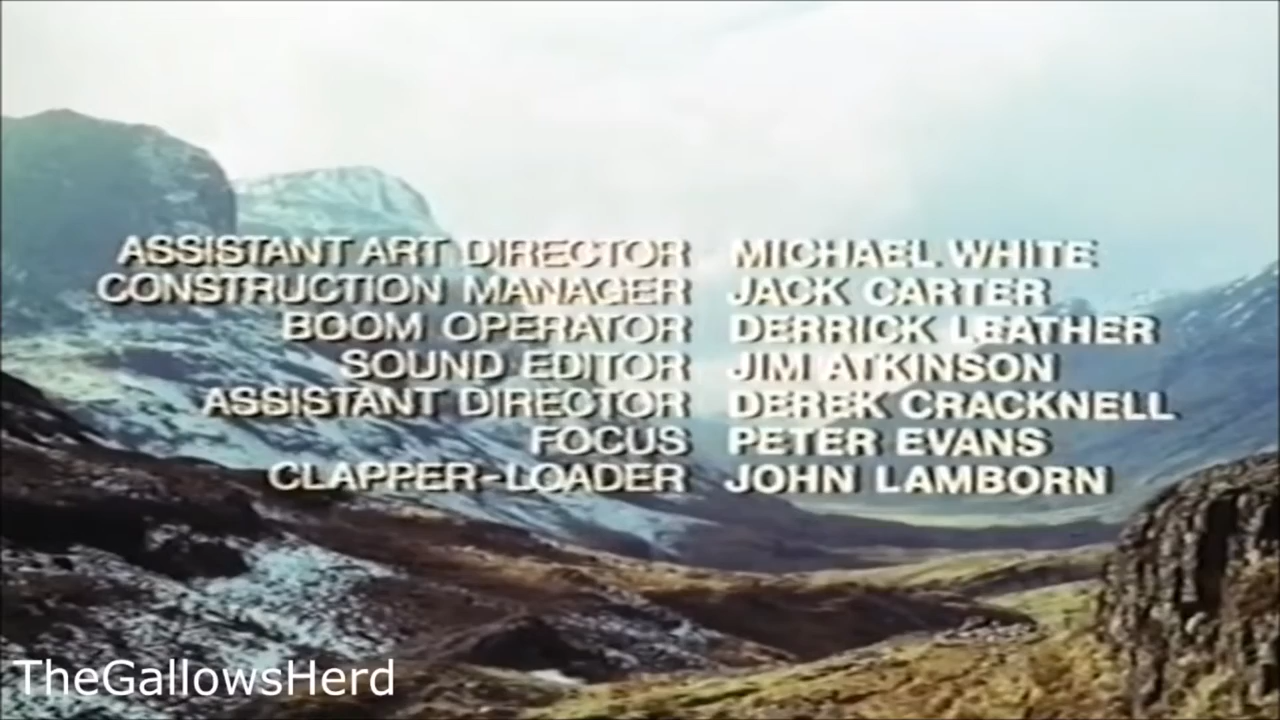 ASSISTANT ART DIRECTOR MICHAEL WHITE
CONSTRUCTION MANAGER JACK CARTER
BOOM OPERATOR DERRICK LEATHER
SOUND EDITOR JIM ATKINSON
ASSISTANT DIRECTOR DEREK CRACKNELL
FOCUS PETER EVANS
CLAPPER-LOADER JOHN LAMBORN
TheGallowsHerd